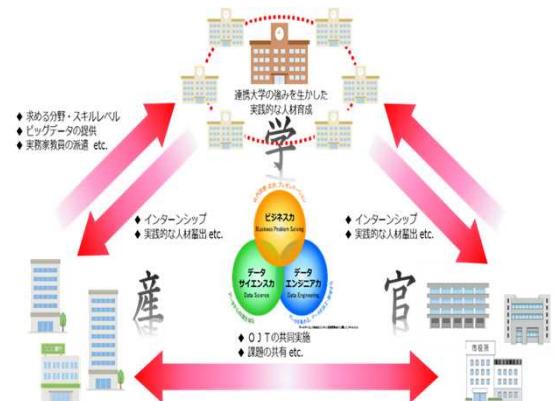 連携大学の強みを生かした
実践的な人材育成
学
◆ 求める分野・スキルレベル
◆ ビッグデータの提供
◆ 実務家教員の派遣 etc.
◆ インターンシップ
◆ 実践的な人材輩出 etc.
◆ インターンシップ
◆ 実践的な人材輩出 etc.
ビジネス力
Business Problem Solving
データ
サイエンス力
Data Science
データ
エンジニア力
Data Engineering
産
官
市役所
◆ OJTの共同実施
◆ 課題の共有 etc.